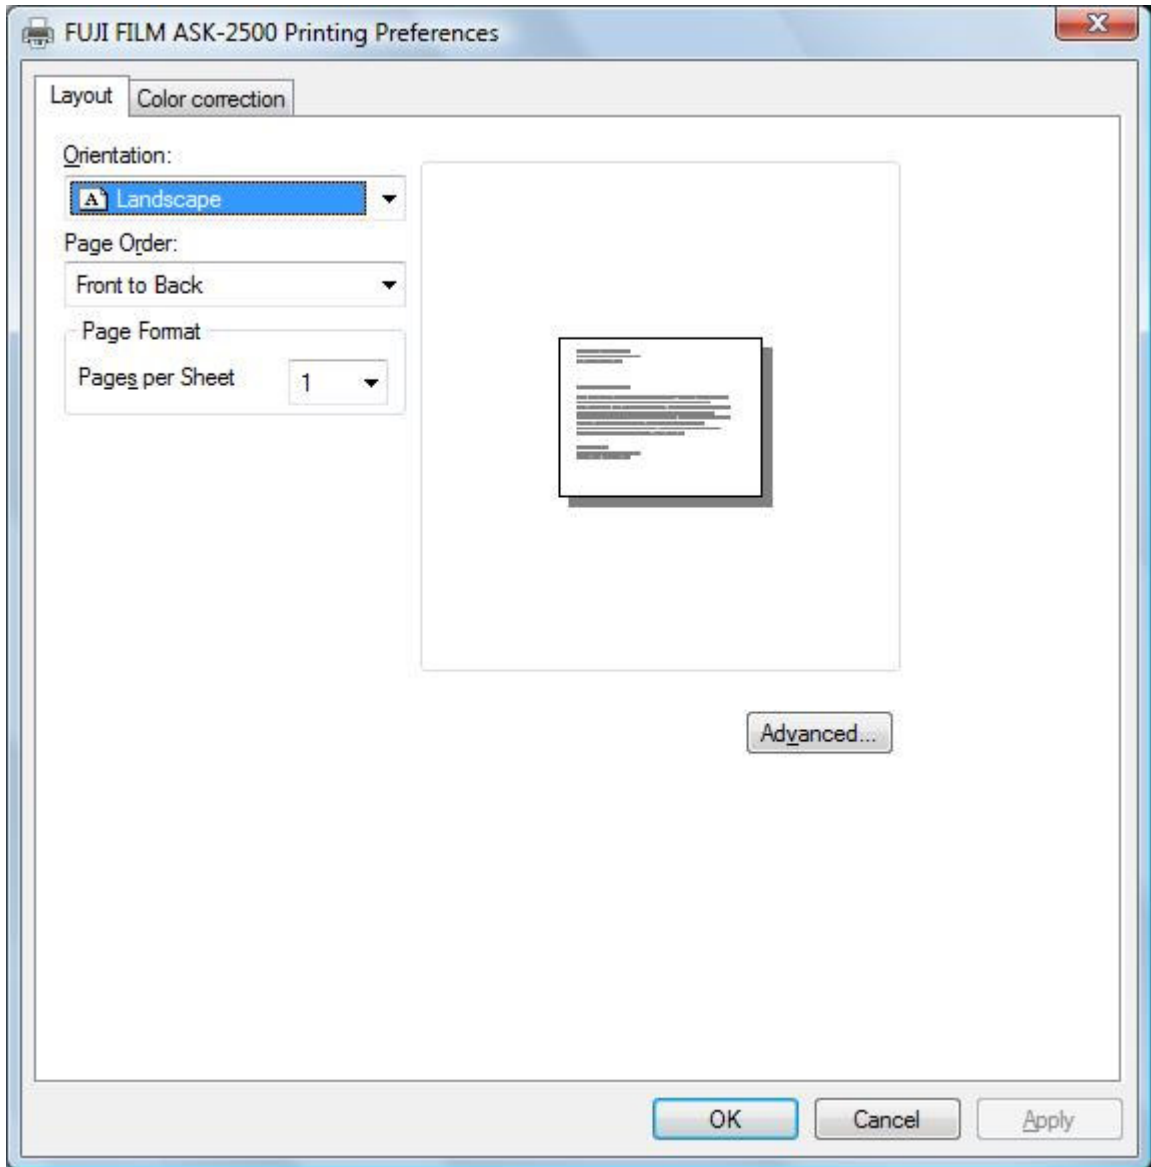 FUJI FILM ASK-2500 Printing Preferences
Layout
Color correction
Orientation:
Landscape
Page Order:
Front to Back
Page Format
Pages per Sheet 1
Advanced...
OK
Cancel
Apply